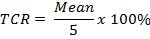 TCR = Mean/5 x 100%